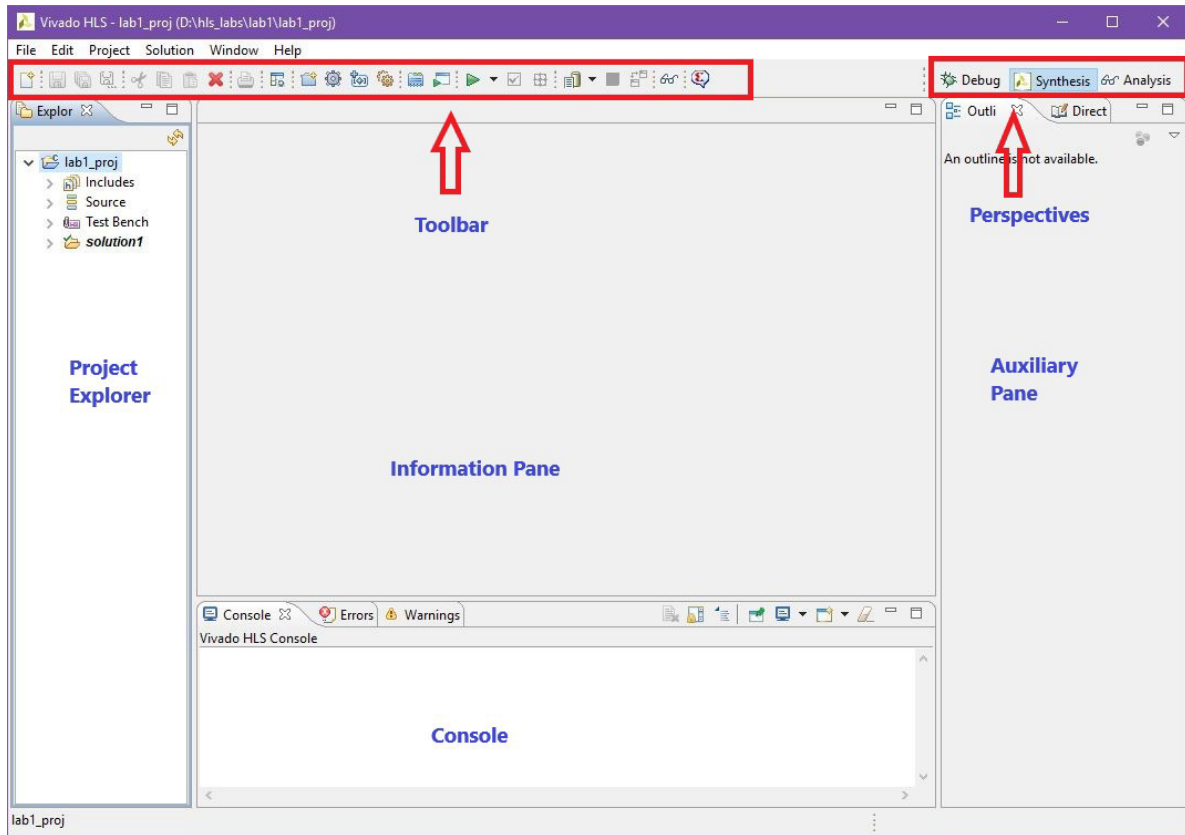 Vivado HLS - lab1_proj (D:\hls_labs\lab1\lab1_proj)
File Edit Project Solution Window Help
Debug Synthesis Analysis
Explor
Outli Direct
lab1_proj
Includes
Source
Test Bench
solution1
An outline is not available.
Toolbar
Perspectives
Project
Explorer
Auxiliary
Pane
Information Pane
Console Errors Warnings
Vivado HLS Console
Console
lab1_proj